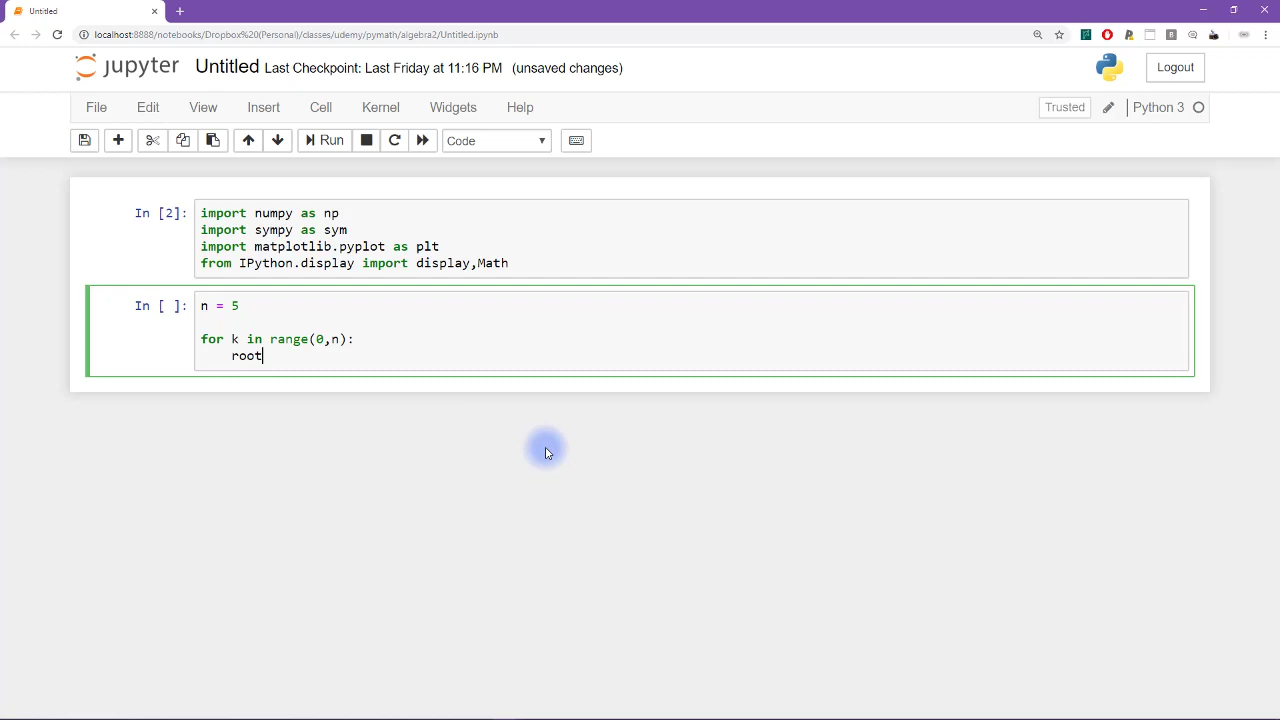 Untitled
localhost:8888/notebooks/Dropbox%20(Personal)/classes/udemy/pymath/algebra2/Untitled.ipynb
jupyter Untitled Last Checkpoint: Last Friday at 11:16 PM (unsaved changes) Logout
File Edit View Insert Cell Kernel Widgets Help Trusted Python 3
Run Code
In [2]: import numpy as np
import sympy as sym
import matplotlib.pyplot as plt
from IPython.display import display,Math
In [ ]: n = 5
for k in range(0,n):
root